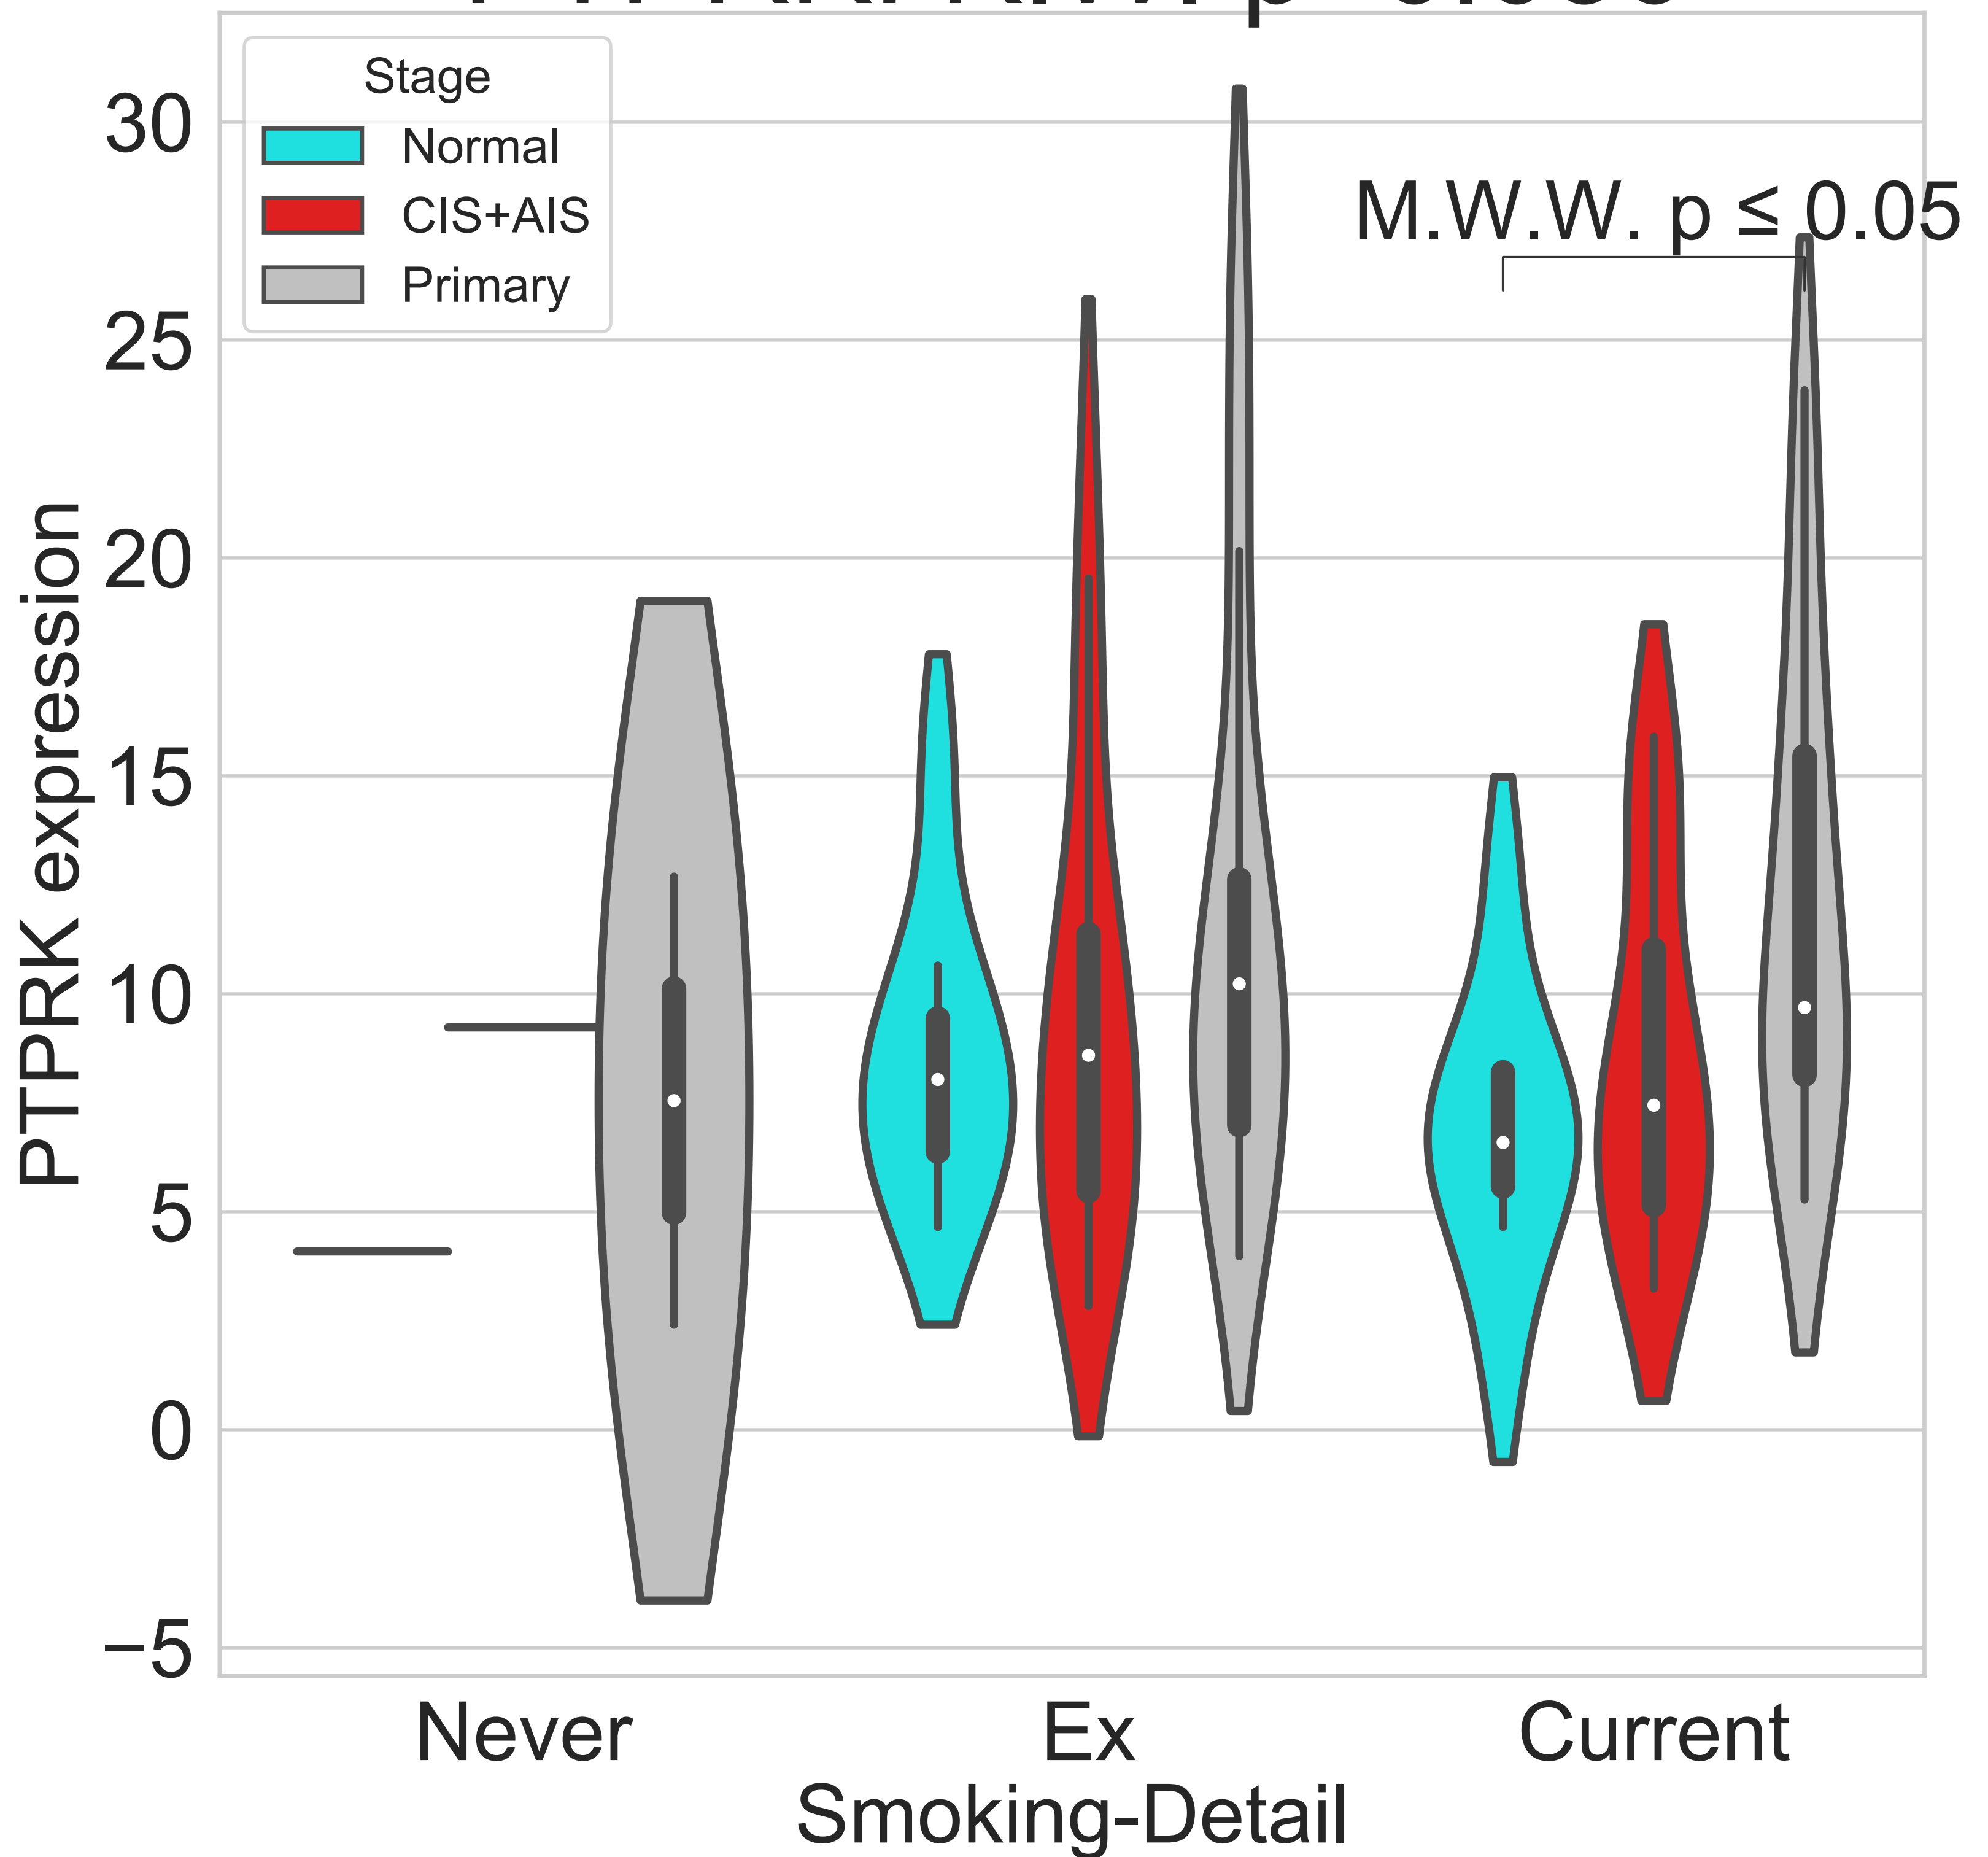 Stage
Normal
CIS+AIS
Primary
M.W.W. p ≤ 0.05
30
25
20
15
10
5
0
−5
PTPRK expression
Never
Ex
Current
Smoking-Detail